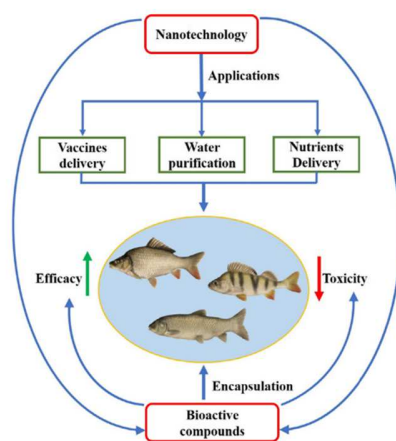 Nanotechnology
Applications
Vaccines
delivery
Water
purification
Nutrients
Delivery
Efficacy
Toxicity
Encapsulation
Bioactive
compounds